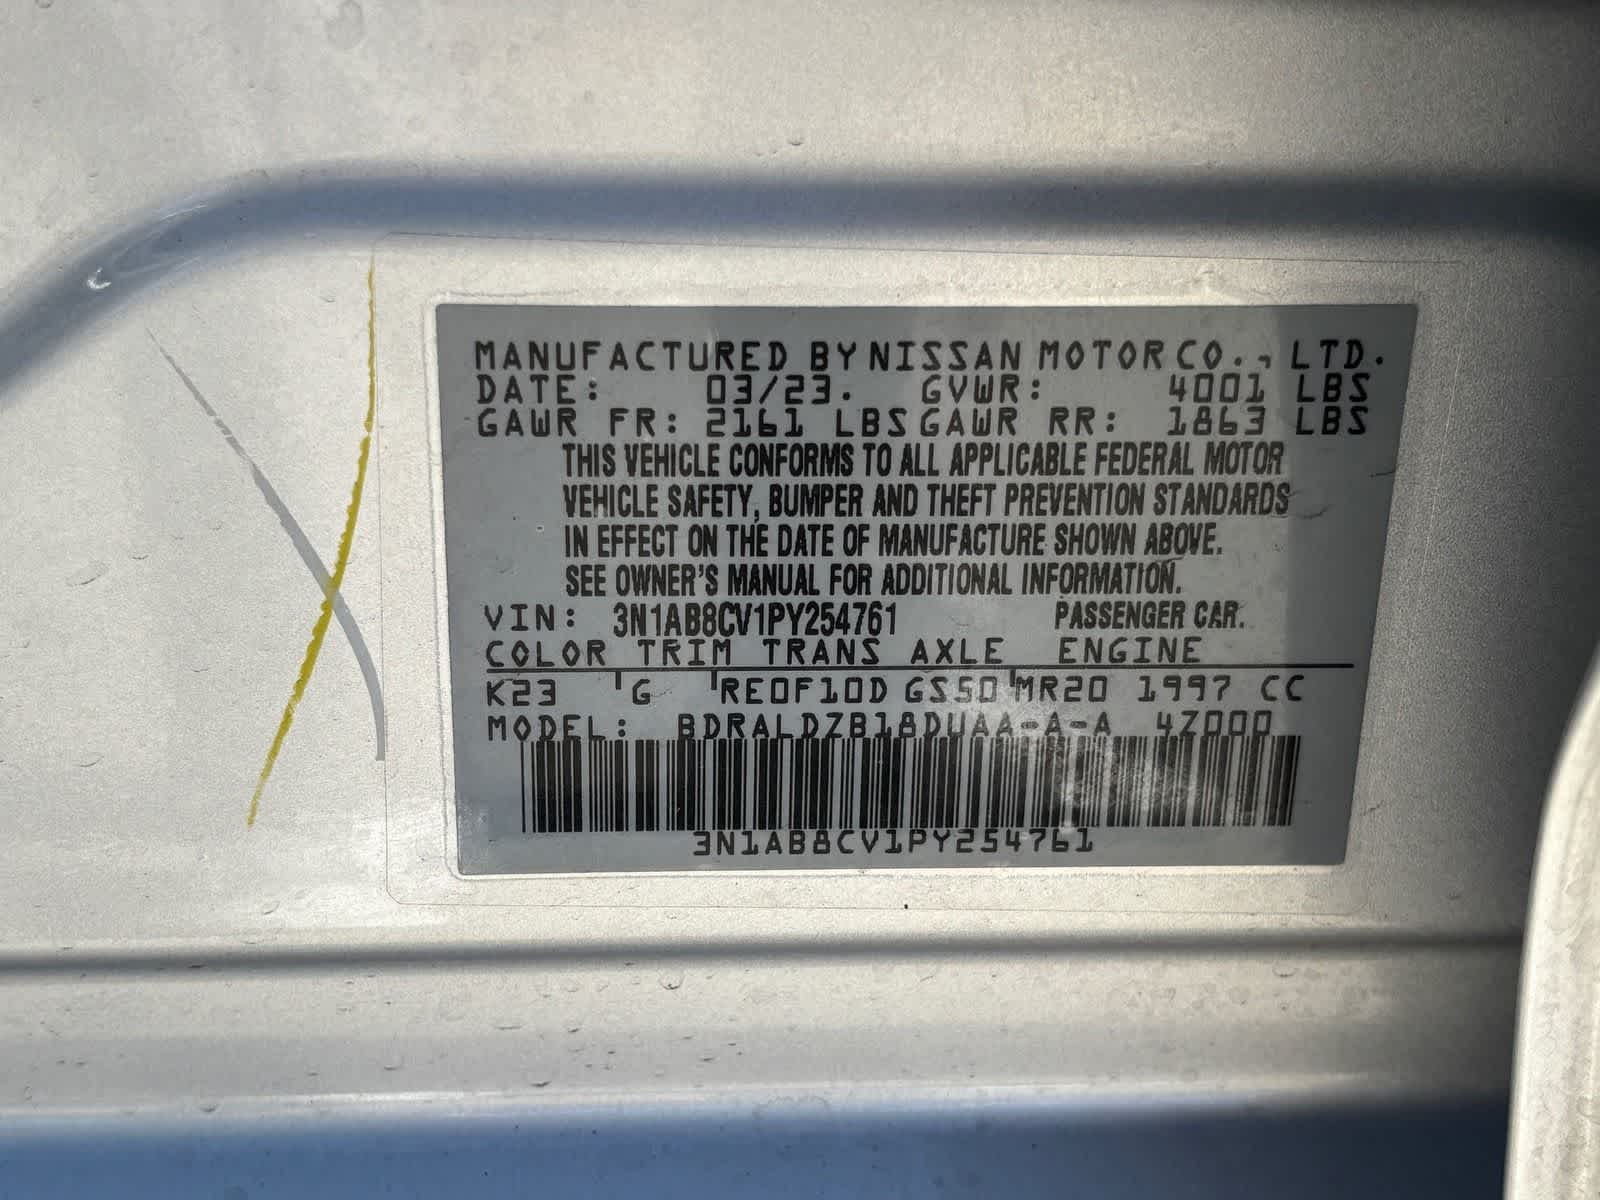 MANUFACTURED BY NISSAN MOTOR CO., LTD.
DATE: 03/23. GVWR: 4001 LBS
GAWR FR: 2161 LBS GAWR RR: 1863 LBS
THIS VEHICLE CONFORMS TO ALL APPLICABLE FEDERAL MOTOR
VEHICLE SAFETY, BUMPER AND THEFT PREVENTION STANDARDS
IN EFFECT ON THE DATE OF MANUFACTURE SHOWN ABOVE.
SEE OWNER'S MANUAL FOR ADDITIONAL INFORMATION.
VIN: 3N1AB8CV1PY254761 PASSENGER CAR.
COLOR TRIM TRANS AXLE ENGINE
K23 G RE0F10D GS50 MR20 1997 CC
MODEL: BDRALDZB18DUAA-A-A 4Z000
3N1AB8CV1PY254761